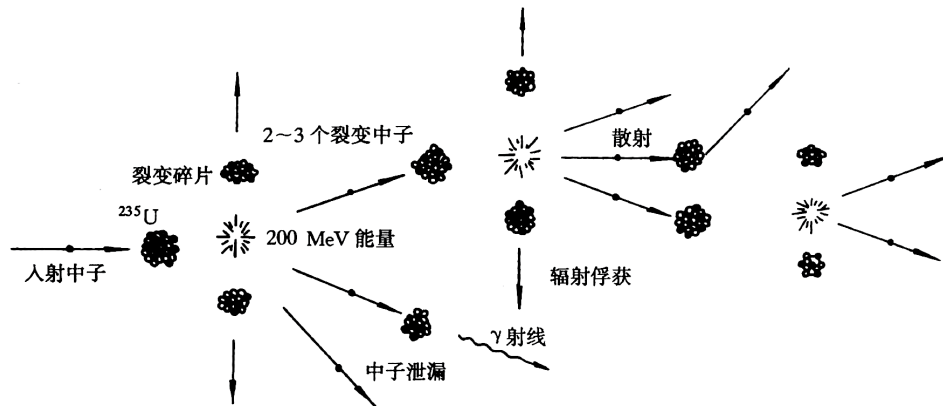 2~3 个裂变中子
散射
裂变碎片
²³⁵U
200 MeV 能量
入射中子
辐射俘获
γ 射线
中子泄漏